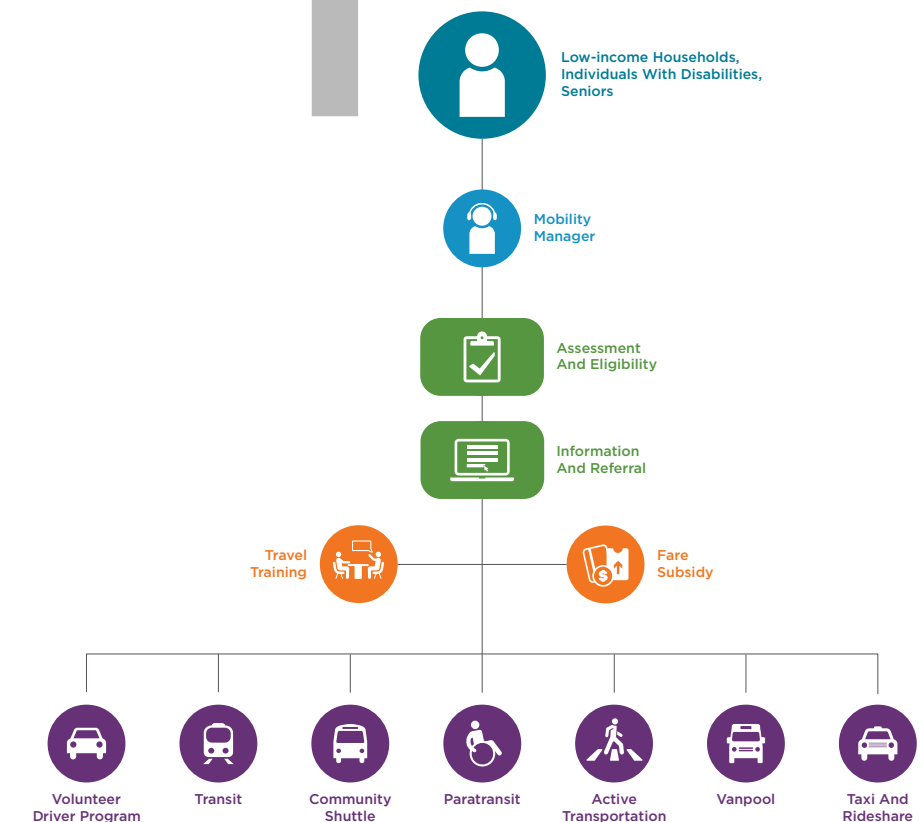 Low-income Households,
Individuals With Disabilities,
Seniors
Mobility
Manager
Assessment
And Eligibility
Information
And Referral
Travel
Training
Fare
Subsidy
$
Volunteer
Driver Program
Transit
Community
Shuttle
Paratransit
Active
Transportation
Vanpool
Taxi And
Rideshare